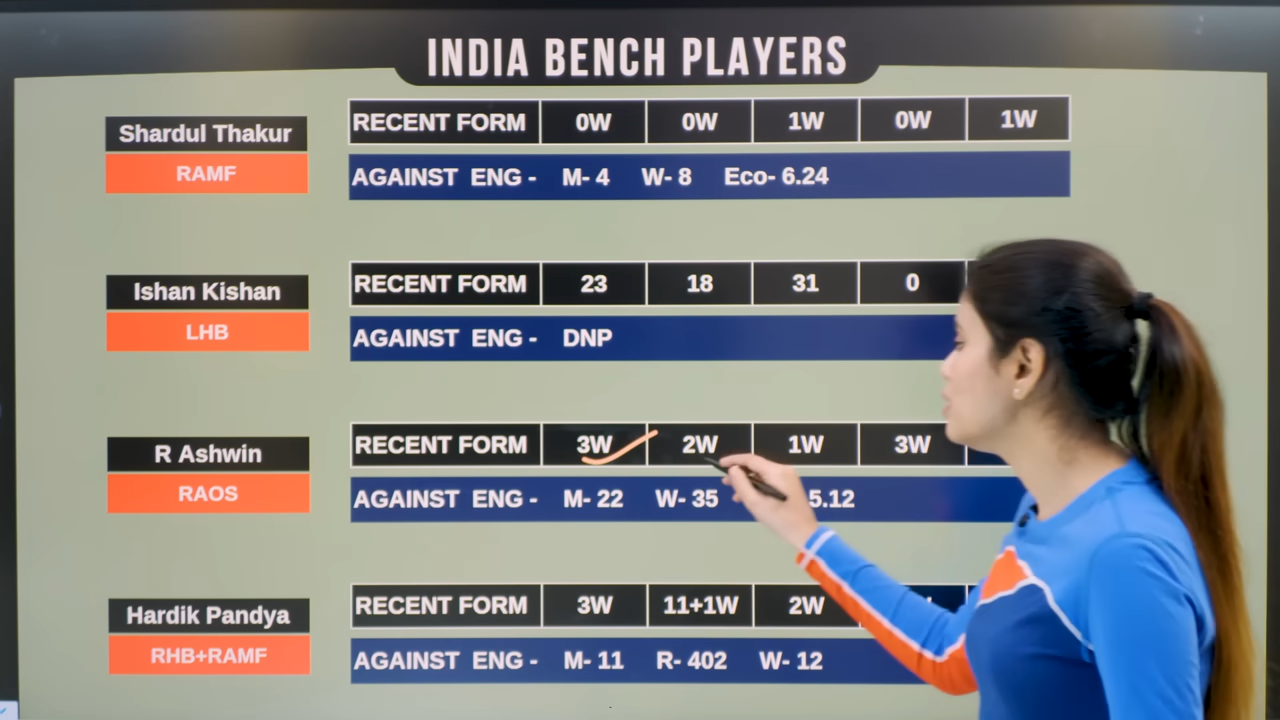 INDIA BENCH PLAYERS
Shardul Thakur
RAMF
RECENT FORM 0W 0W 1W 0W 1W
AGAINST ENG - M- 4 W- 8 Eco- 6.24
Ishan Kishan
LHB
RECENT FORM 23 18 31 0
AGAINST ENG - DNP
R Ashwin
RAOS
RECENT FORM 3W 2W 1W 3W
AGAINST ENG - M- 22 W- 35 5.12
Hardik Pandya
RHB+RAMF
RECENT FORM 3W 11+1W 2W
AGAINST ENG - M- 11 R- 402 W- 12